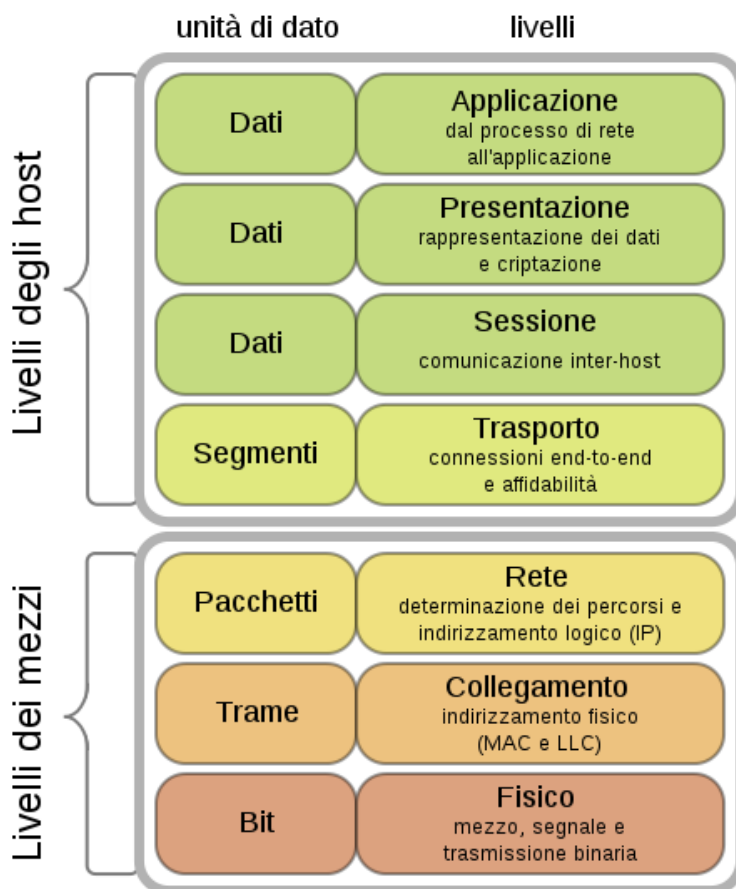 unità di dato livelli
Livelli degli host
Dati
Applicazione
dal processo di rete
all'applicazione
Dati
Presentazione
rappresentazione dei dati
e criptazione
Dati
Sessione
comunicazione inter-host
Segmenti
Trasporto
connessioni end-to-end
e affidabilità
Livelli dei mezzi
Pacchetti
Rete
determinazione dei percorsi e
indirizzamento logico (IP)
Trame
Collegamento
indirizzamento fisico
(MAC e LLC)
Bit
Fisico
mezzo, segnale e
trasmissione binaria